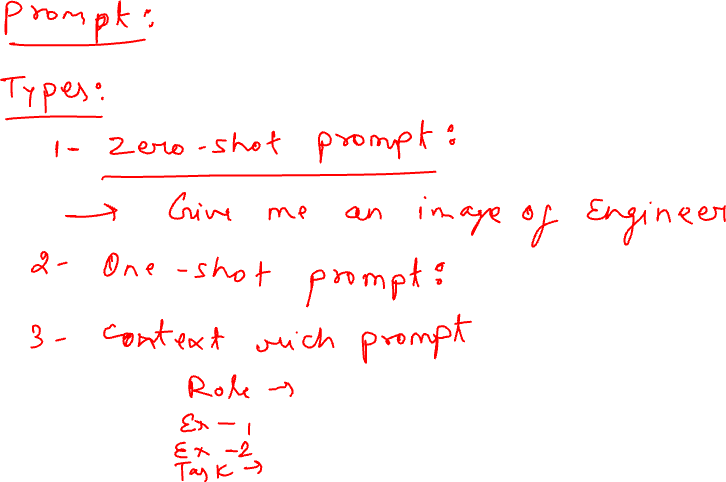 Prompt:
Types:
1- Zero-shot prompt:
→ Give me an image of Engineer
2- One-shot prompt:
3- Context rich prompt
Role →
Ex-1
Ex-2
Task →